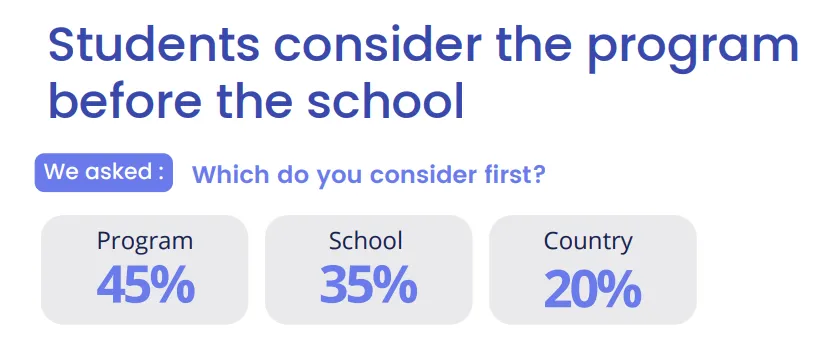 Students consider the program
before the school
We asked : Which do you consider first?
Program School Country
45% 35% 20%